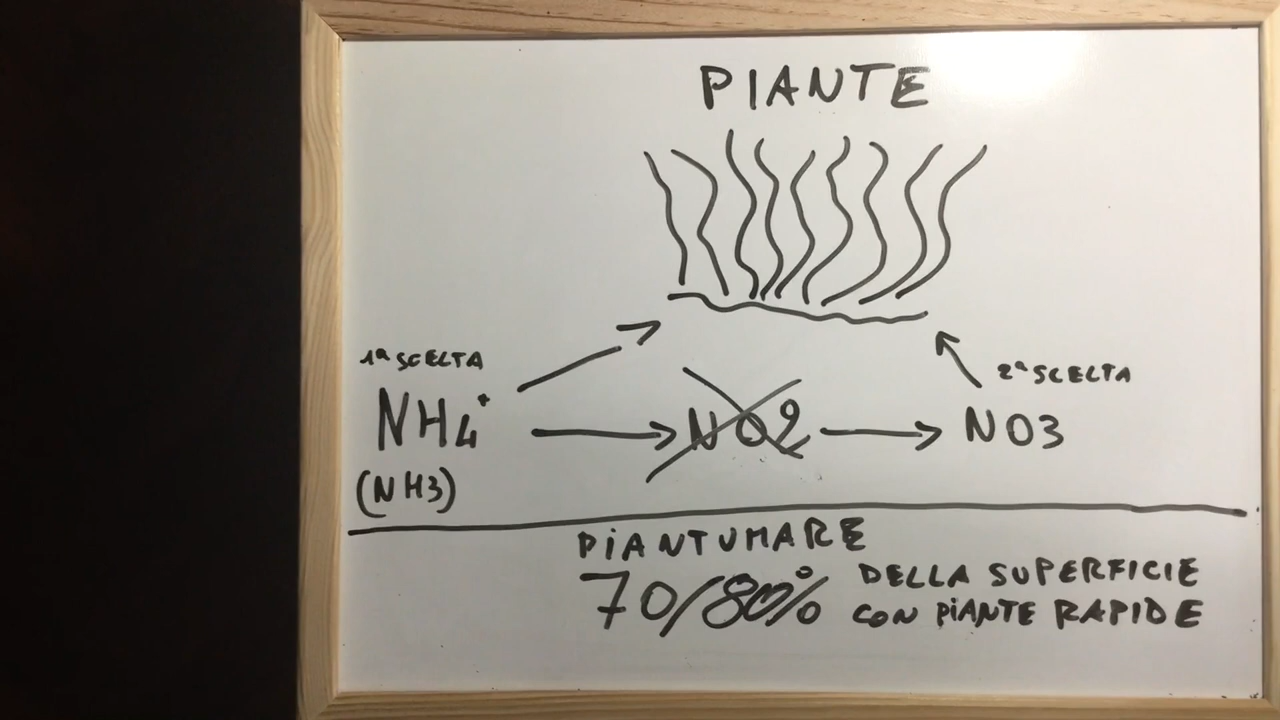 PIANTE
1ª SCELTA
2ª SCELTA
NH4+ NO2 NO3
(NH3)
PIANTUMARE
70/80% DELLA SUPERFICIE
CON PIANTE RAPIDE